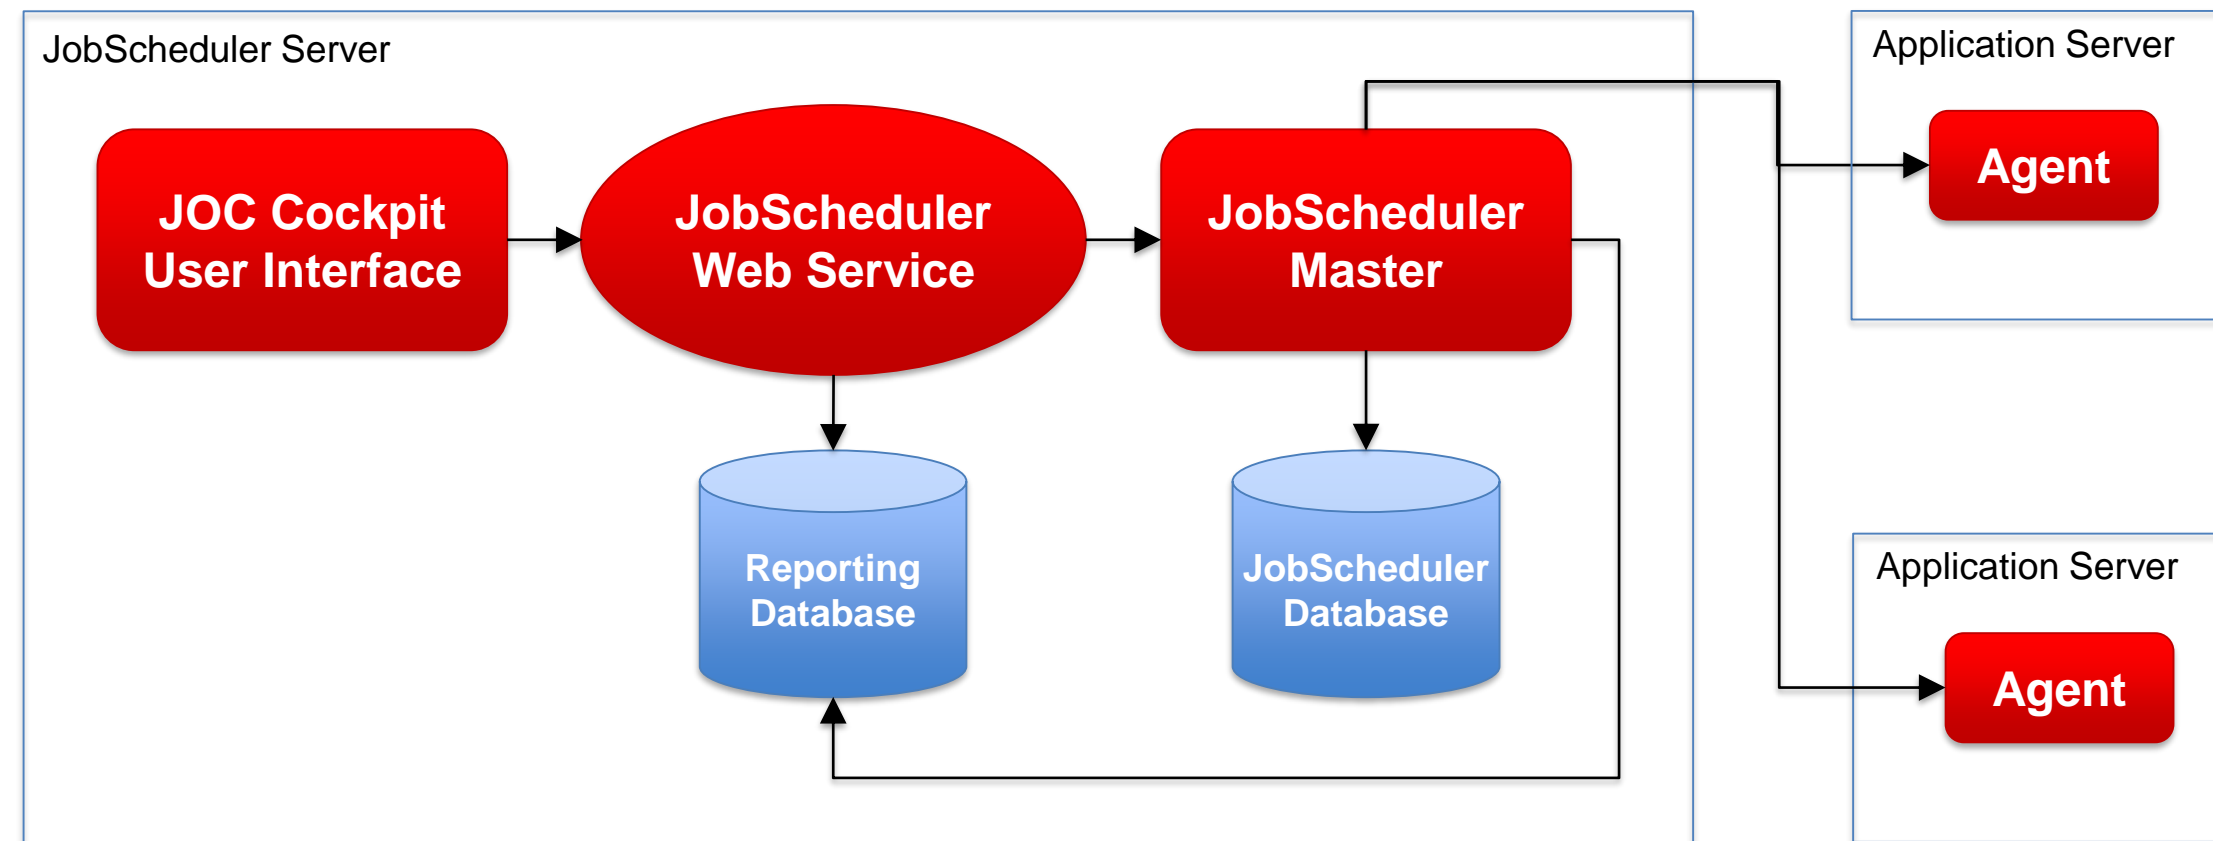 JobScheduler Server
Application Server
JOC Cockpit
User Interface
JobScheduler
Web Service
JobScheduler
Master
Agent
Reporting
Database
JobScheduler
Database
Application Server
Agent